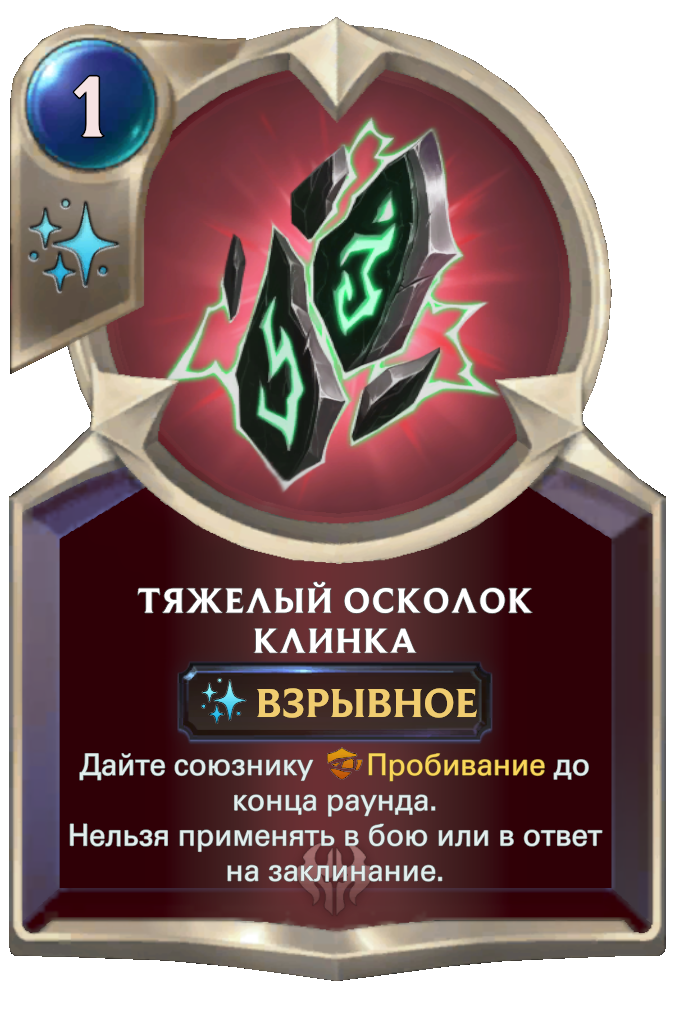 1
ТЯЖЕЛЫЙ ОСКОЛОК
КЛИНКА
ВЗРЫВНОЕ
Дайте союзнику Пробивание до
конца раунда.
Нельзя применять в бою или в ответ
на заклинание.